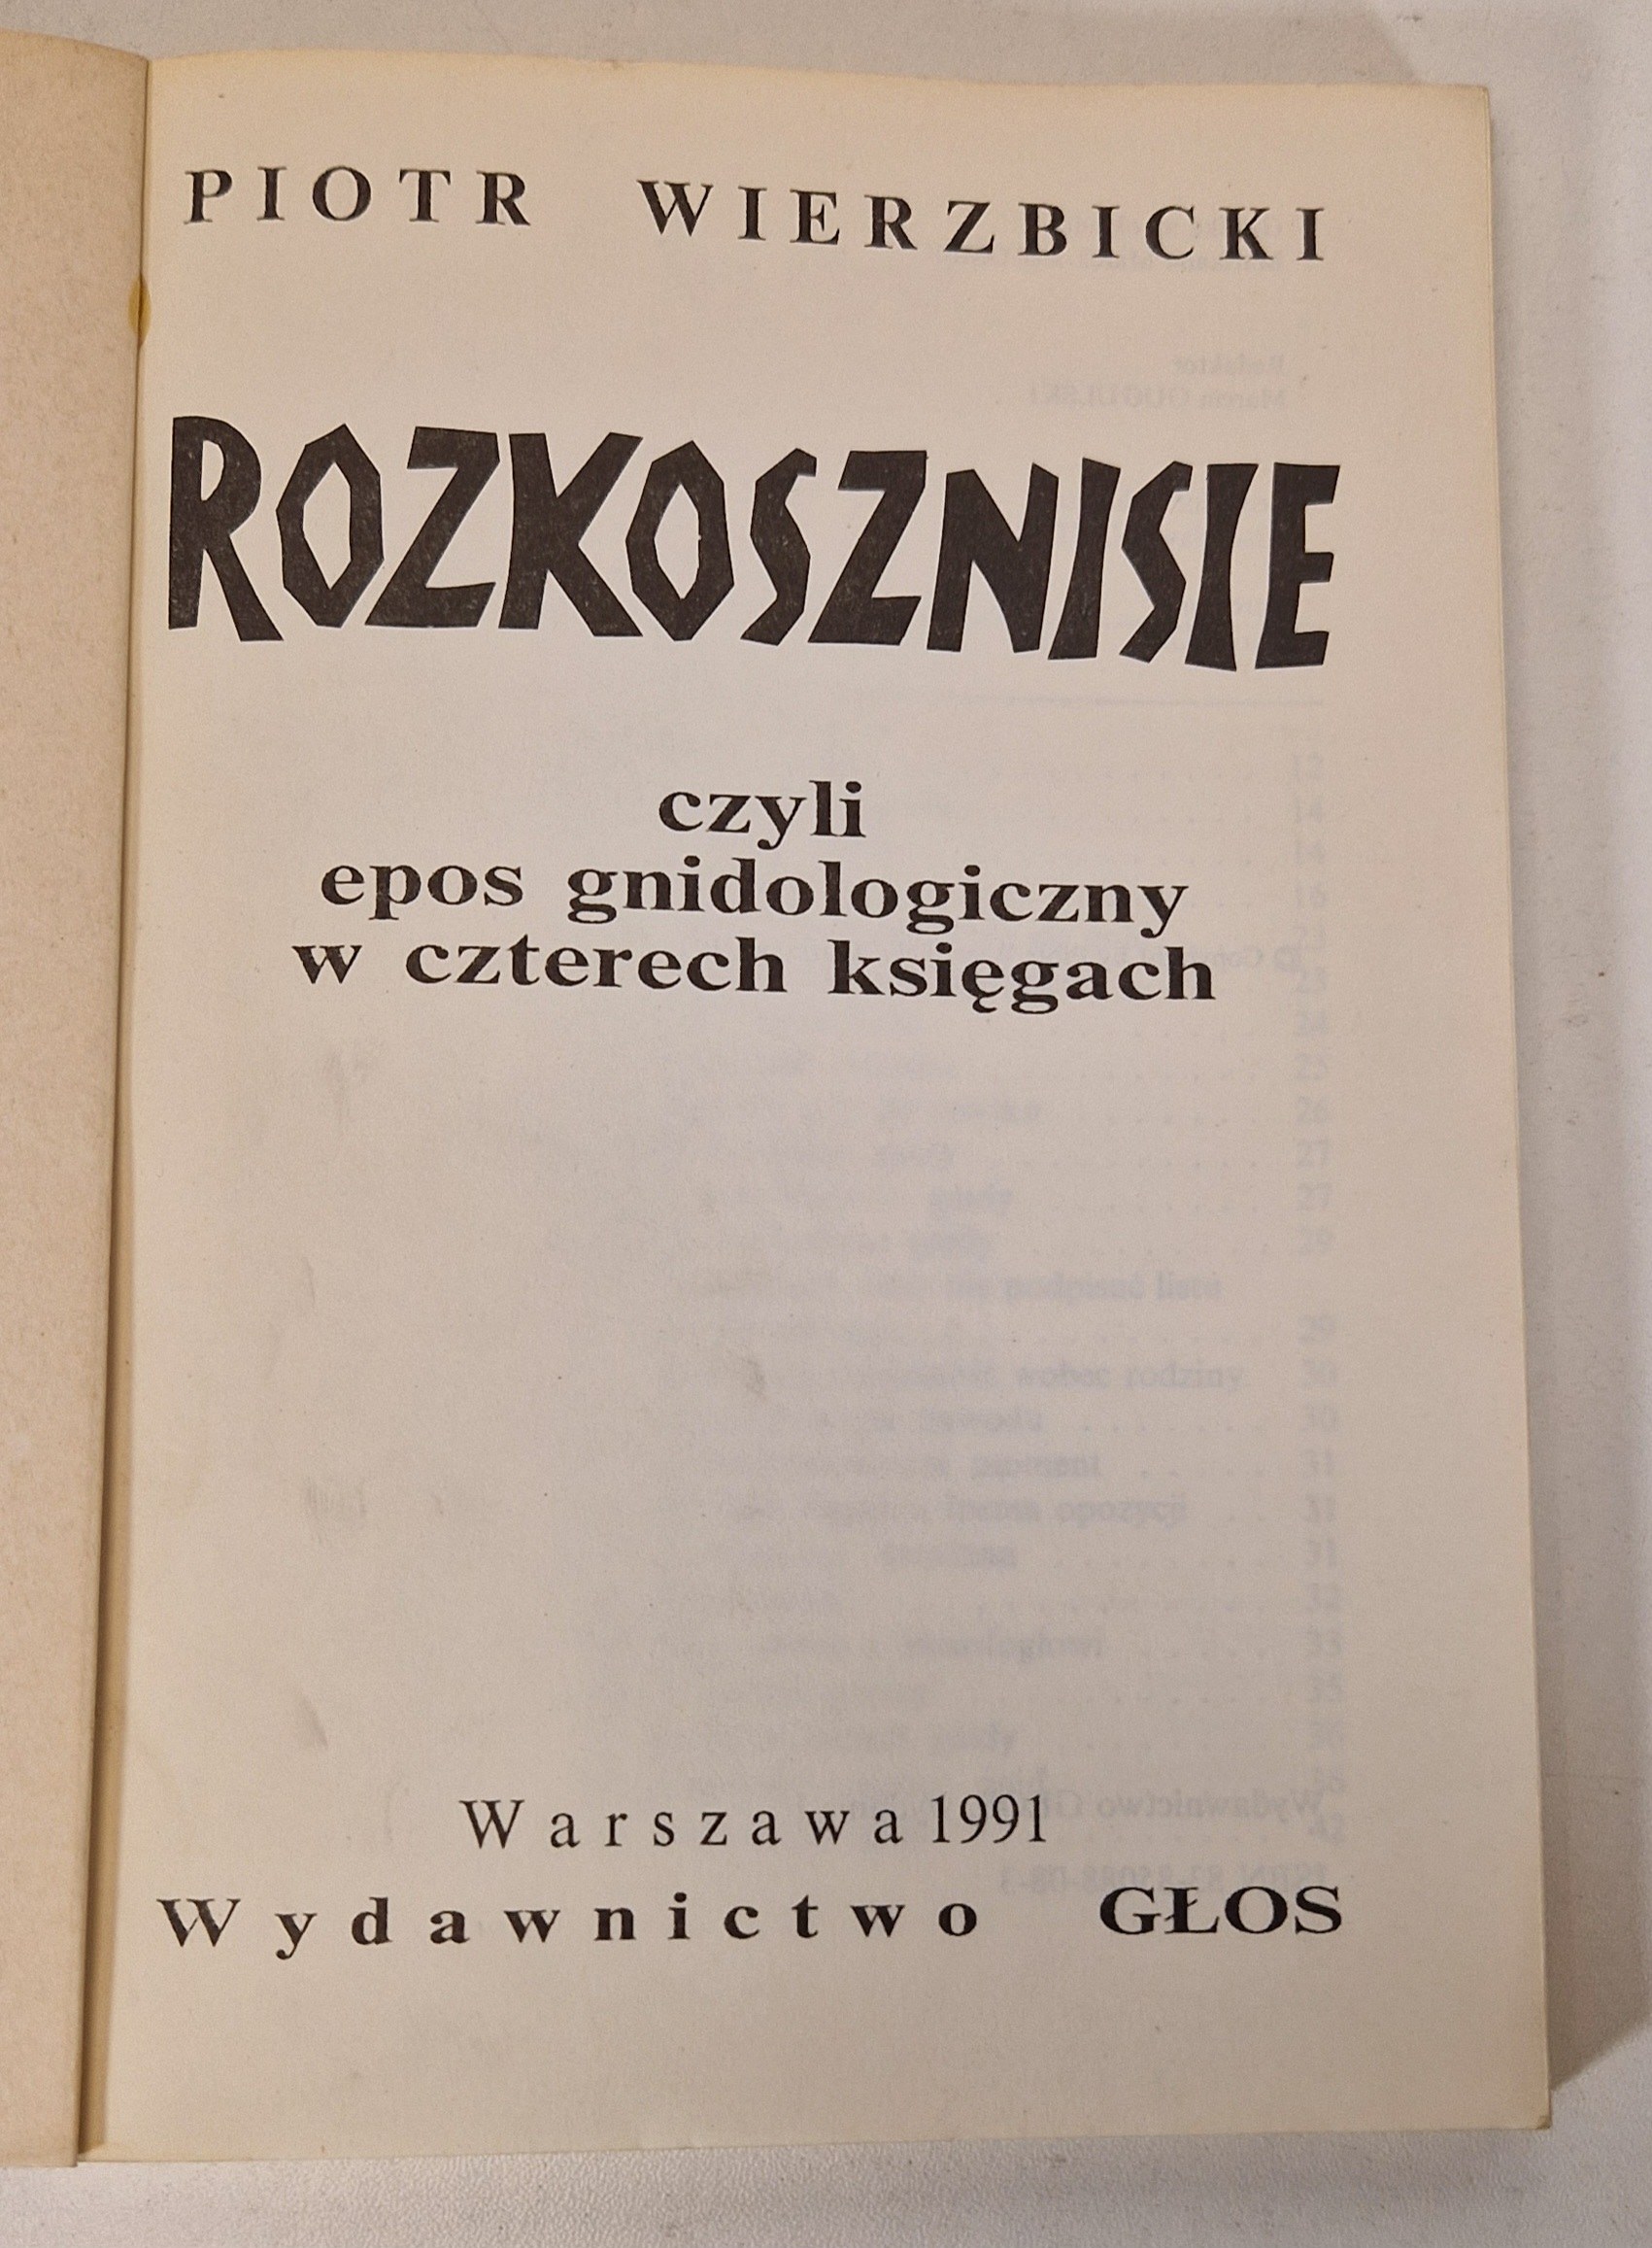 PIOTR WIERZBICKI
ROZKOSZNISIE
czyli
epos gnidologiczny
w czterech księgach
Warszawa 1991
Wydawnictwo GŁOS